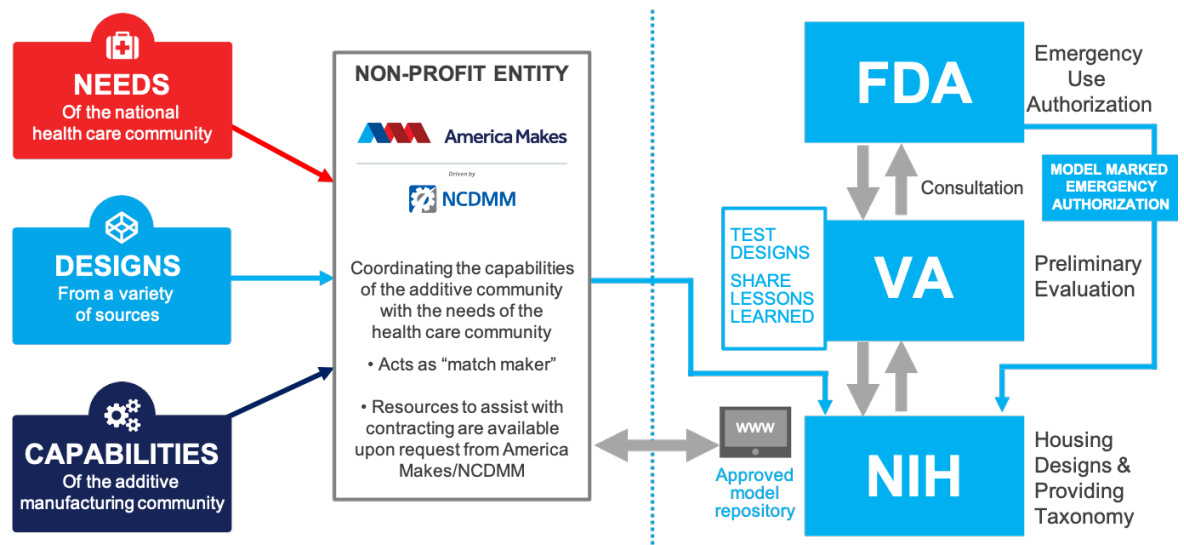 NEEDS
Of the national
health care community
DESIGNS
From a variety
of sources
CAPABILITIES
Of the additive
manufacturing community
NON-PROFIT ENTITY
America Makes
Driven by
NCDMM
Coordinating the capabilities
of the additive community
with the needs of the
health care community
• Acts as “match maker”
• Resources to assist with
contracting are available
upon request from America
Makes/NCDMM
FDA
Emergency
Use
Authorization
Consultation
MODEL MARKED
EMERGENCY
AUTHORIZATION
TEST
DESIGNS
SHARE
LESSONS
LEARNED
VA
Preliminary
Evaluation
www
Approved
model
repository
NIH
Housing
Designs &
Providing
Taxonomy